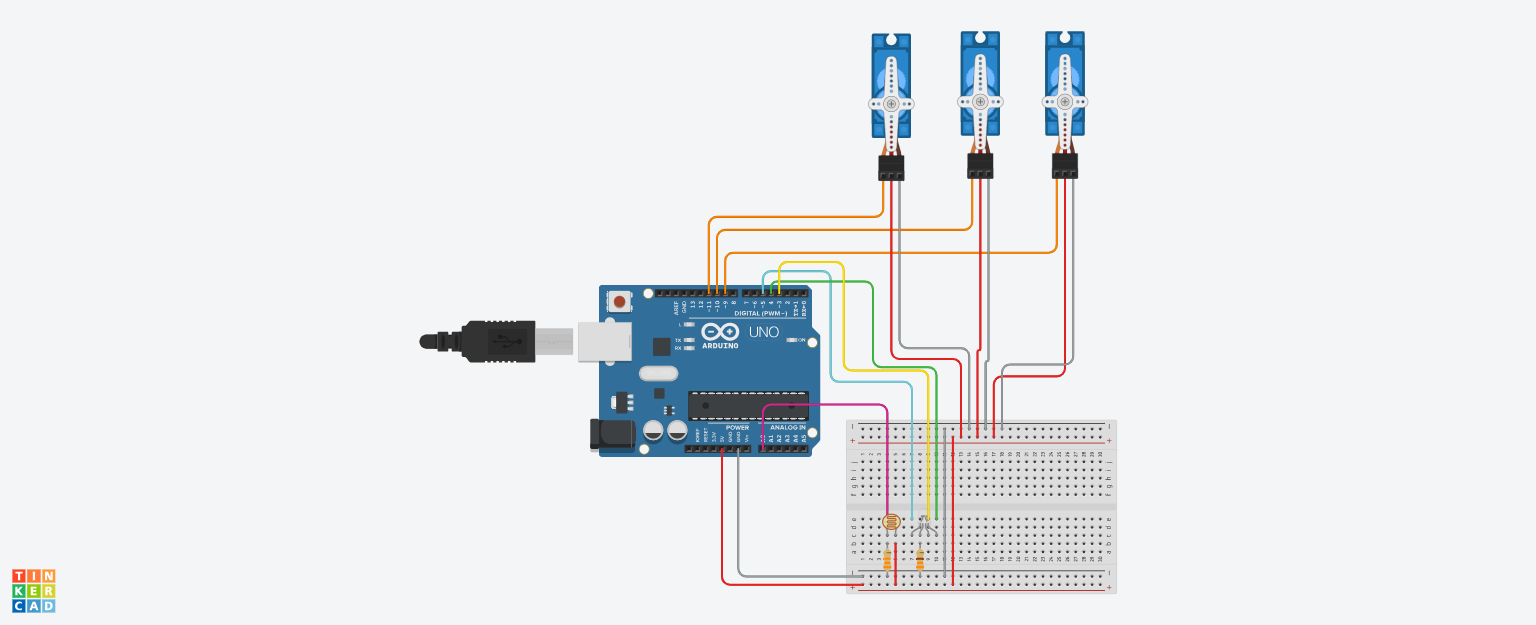 AREF
GND
13
12
~11
~10
~9
8
7
~6
~5
4
~3
2
TX→1
RX←0
DIGITAL (PWM~)
L
TX
RX
UNO
ON
ARDUINO
POWER
ANALOG IN
IOREF
RESET
3.3V
5V
GND
GND
Vin
A1
A2
A3
A4
A5
j
i
h
g
f
e
d
c
b
a
TIN
KER
CAD